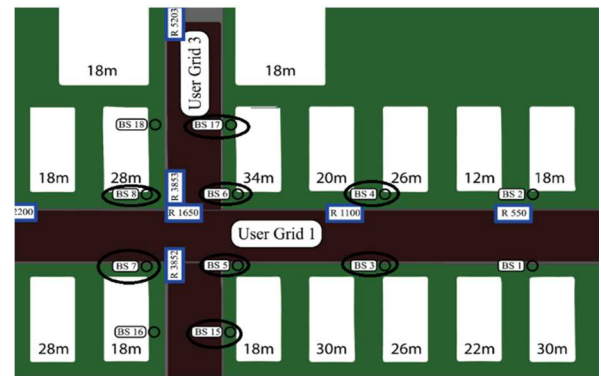 R 5203
User Grid 3
18m
18m
BS 18
BS 17
18m
28m
34m
20m
26m
12m
18m
R 3853
BS 8
BS 6
BS 4
BS 2
2200
R 1650
R 1100
R 550
User Grid 1
R 3852
BS 7
BS 5
BS 3
BS 1
BS 16
BS 15
28m
18m
18m
30m
26m
22m
30m